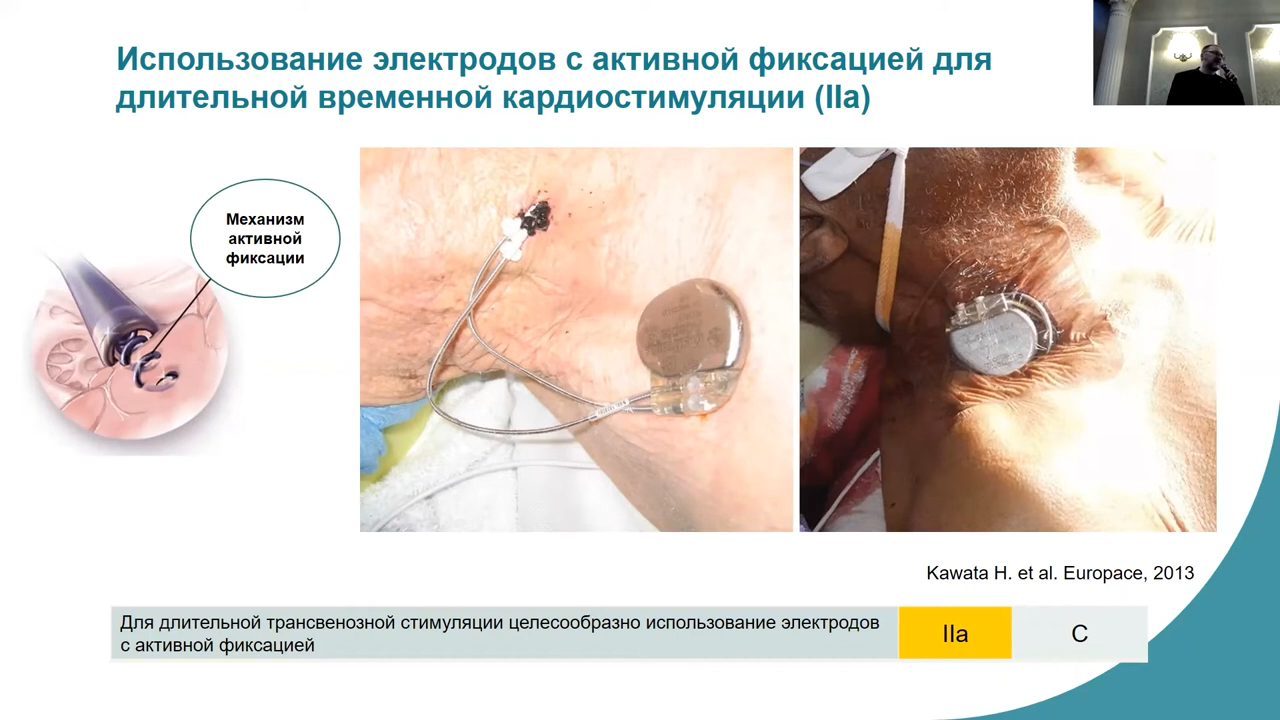 Использование электродов с активной фиксацией для
длительной временной кардиостимуляции (IIa)
Механизм
активной
фиксации
Kawata H. et al. Europace, 2013
Для длительной трансвенозной стимуляции целесообразно использование электродов
с активной фиксацией
IIa
C